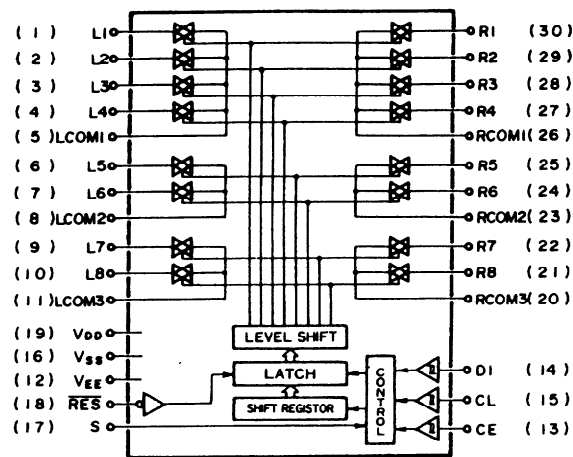 (1) L1 R1 (30)
(2) L2 R2 (29)
(3) L3 R3 (28)
(4) L4 R4 (27)
(5) LCOM1 RCOM1 (26)
(6) L5 R5 (25)
(7) L6 R6 (24)
(8) LCOM2 RCOM2 (23)
(9) L7 R7 (22)
(10) L8 R8 (21)
(11) LCOM3 RCOM3 (20)
(19) VDD LEVEL SHIFT
(16) VSS
(12) VEE LATCH CONTROL DI (14)
(18) RES SHIFT REGISTOR CL (15)
(17) S CE (13)